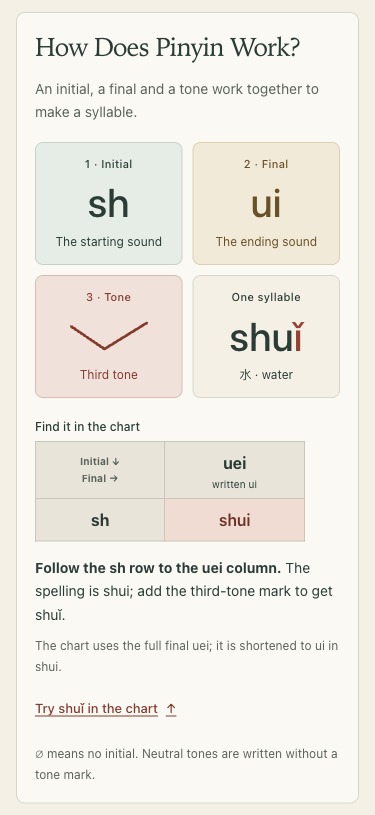 How Does Pinyin Work?
An initial, a final and a tone work together to
make a syllable.
1 · Initial
sh
The starting sound
2 · Final
ui
The ending sound
3 · Tone
Third tone
One syllable
shuǐ
水 · water
Find it in the chart
Initial ↓
Final →
uei
written ui
sh
shui
Follow the sh row to the uei column. The
spelling is shui; add the third-tone mark to get
shuǐ.
The chart uses the full final uei; it is shortened to ui in
shui.
Try shuǐ in the chart ↑
∅ means no initial. Neutral tones are written without a
tone mark.